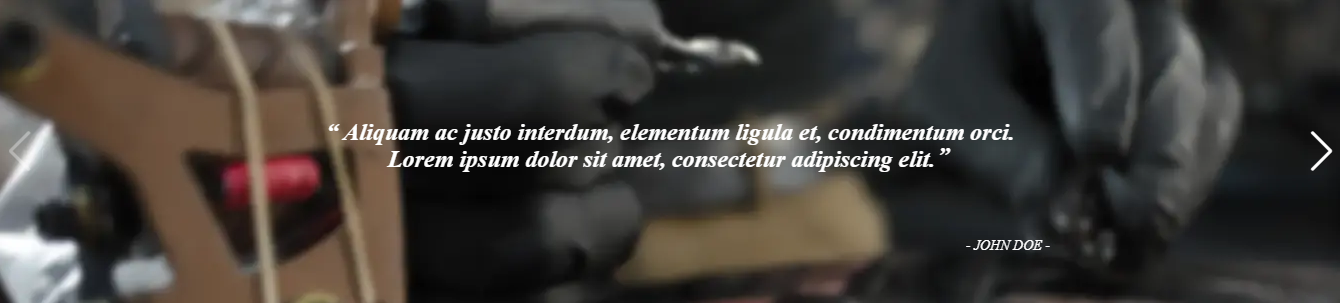 “ Aliquam ac justo interdum, elementum ligula et, condimentum orci.
Lorem ipsum dolor sit amet, consectetur adipiscing elit. ”
- JOHN DOE -